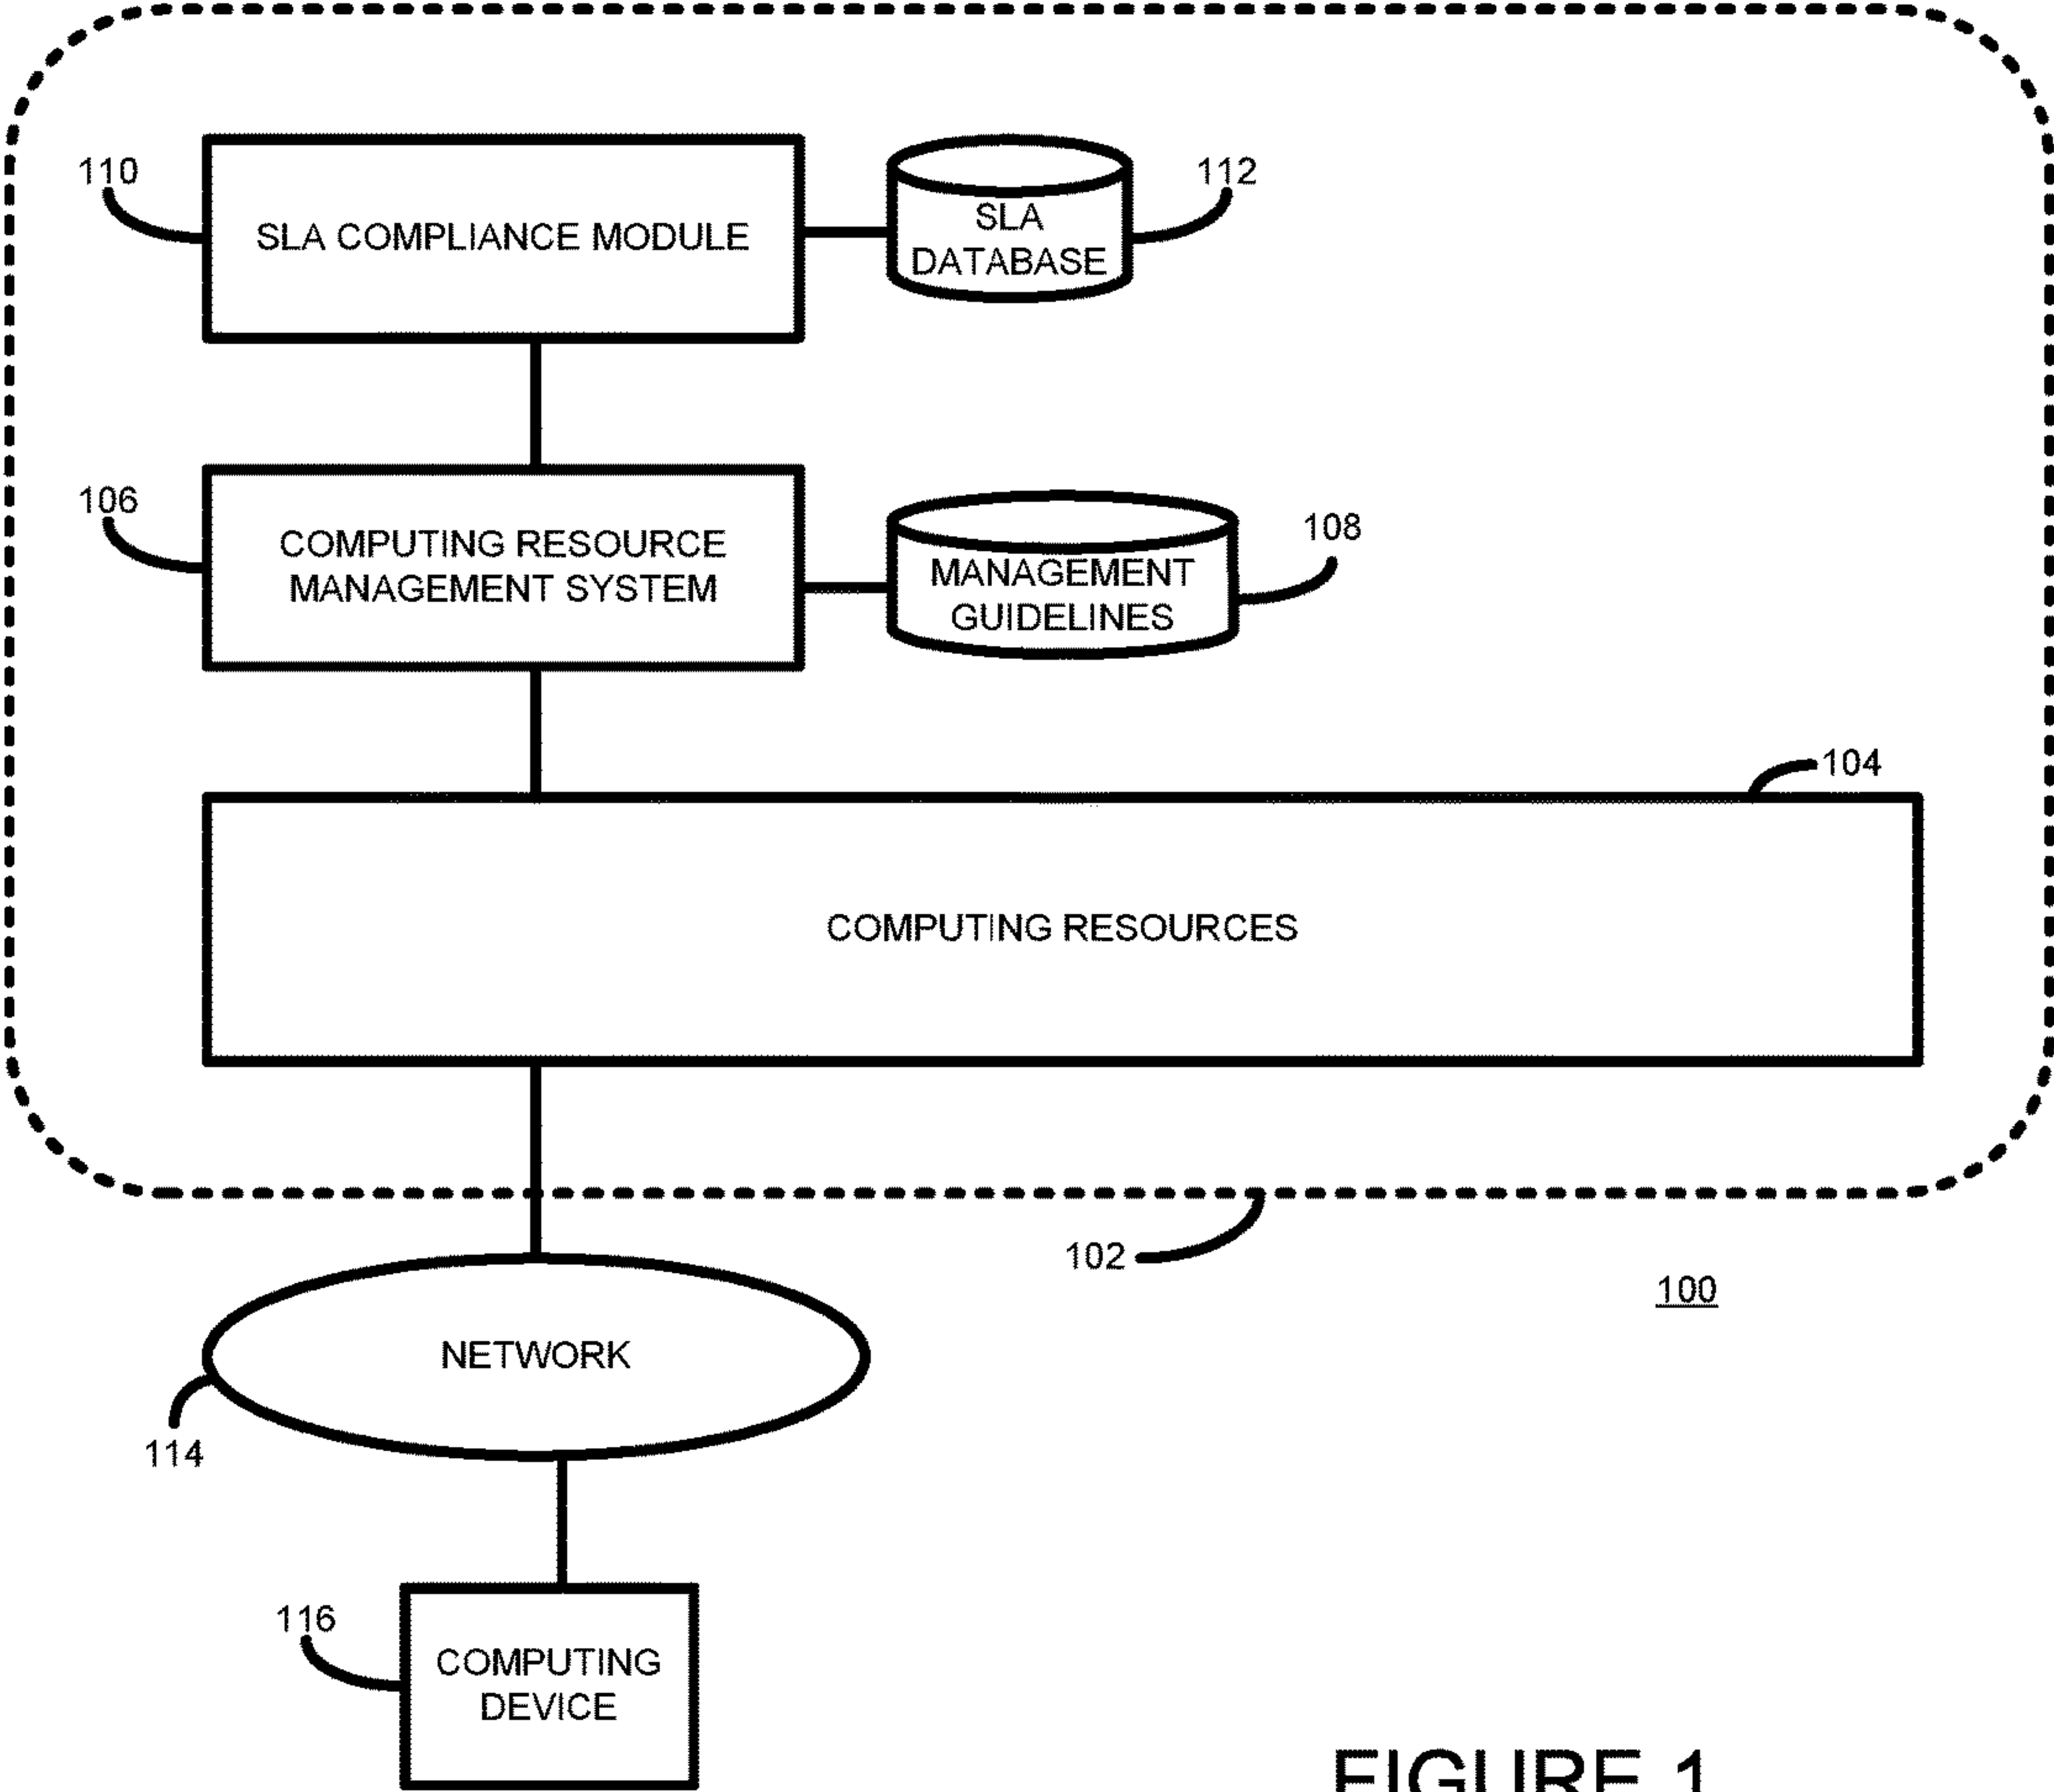 110
SLA COMPLIANCE MODULE
SLA
DATABASE
112
106
COMPUTING RESOURCE
MANAGEMENT SYSTEM
MANAGEMENT
GUIDELINES
108
104
COMPUTING RESOURCES
102
100
NETWORK
114
116
COMPUTING
DEVICE
FIGURE 1